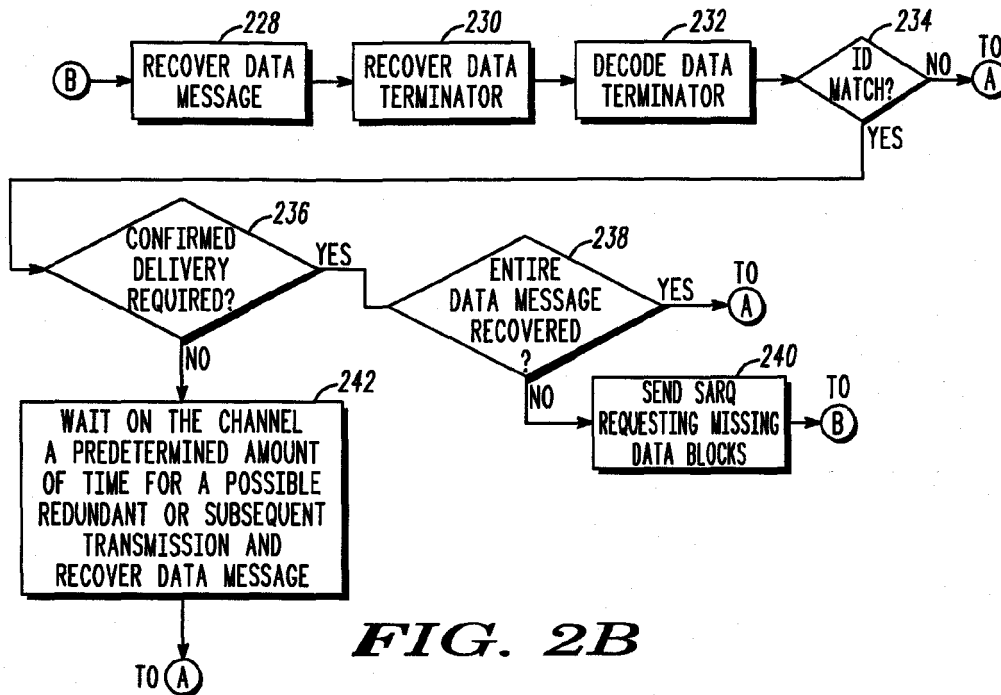 228
230
232
234
B
RECOVER DATA
MESSAGE
RECOVER DATA
TERMINATOR
DECODE DATA
TERMINATOR
ID
MATCH?
NO
TO
A
YES
236
CONFIRMED
DELIVERY
REQUIRED?
YES
NO
238
ENTIRE
DATA MESSAGE
RECOVERED
?
YES
TO
A
NO
240
SEND SARQ
REQUESTING MISSING
DATA BLOCKS
TO
B
242
WAIT ON THE CHANNEL
A PREDETERMINED AMOUNT
OF TIME FOR A POSSIBLE
REDUNDANT OR SUBSEQUENT
TRANSMISSION AND
RECOVER DATA MESSAGE
TO A
FIG. 2B